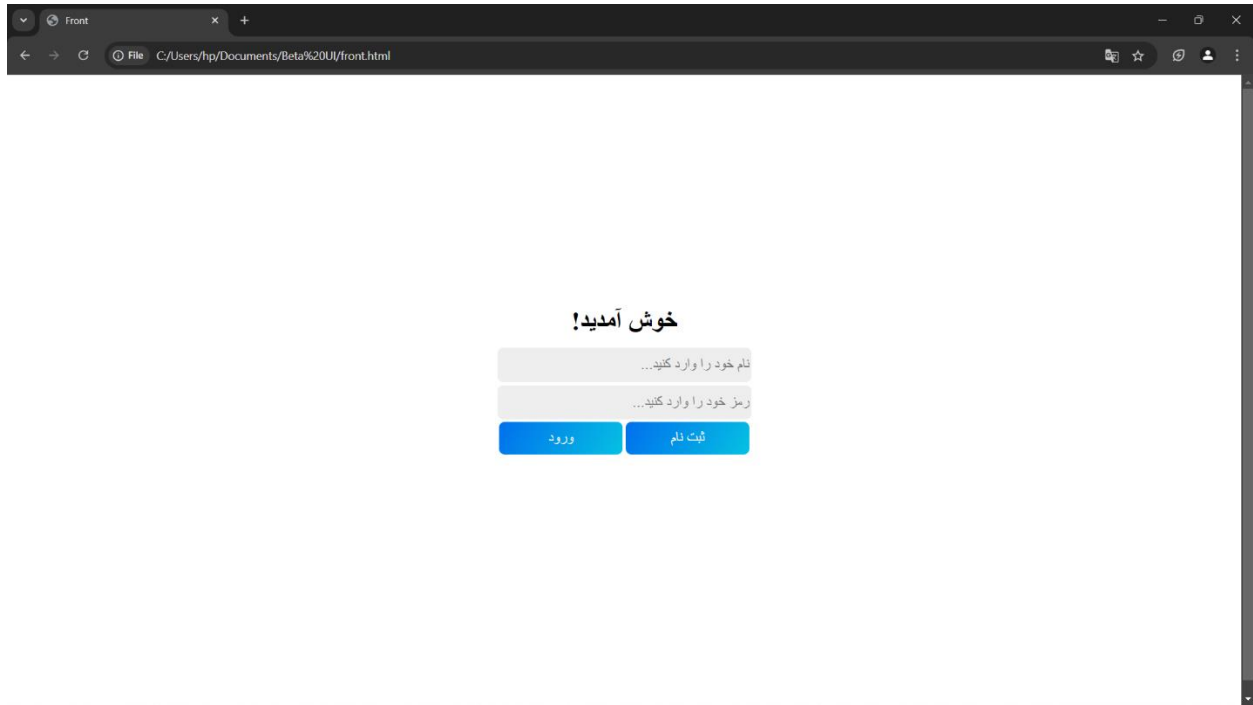 Front
File C:/Users/hp/Documents/Beta%20UI/front.html
خوش آمدید!
نام خود را وارد کنید...
رمز خود را وارد کنید...
ثبت نام
ورود